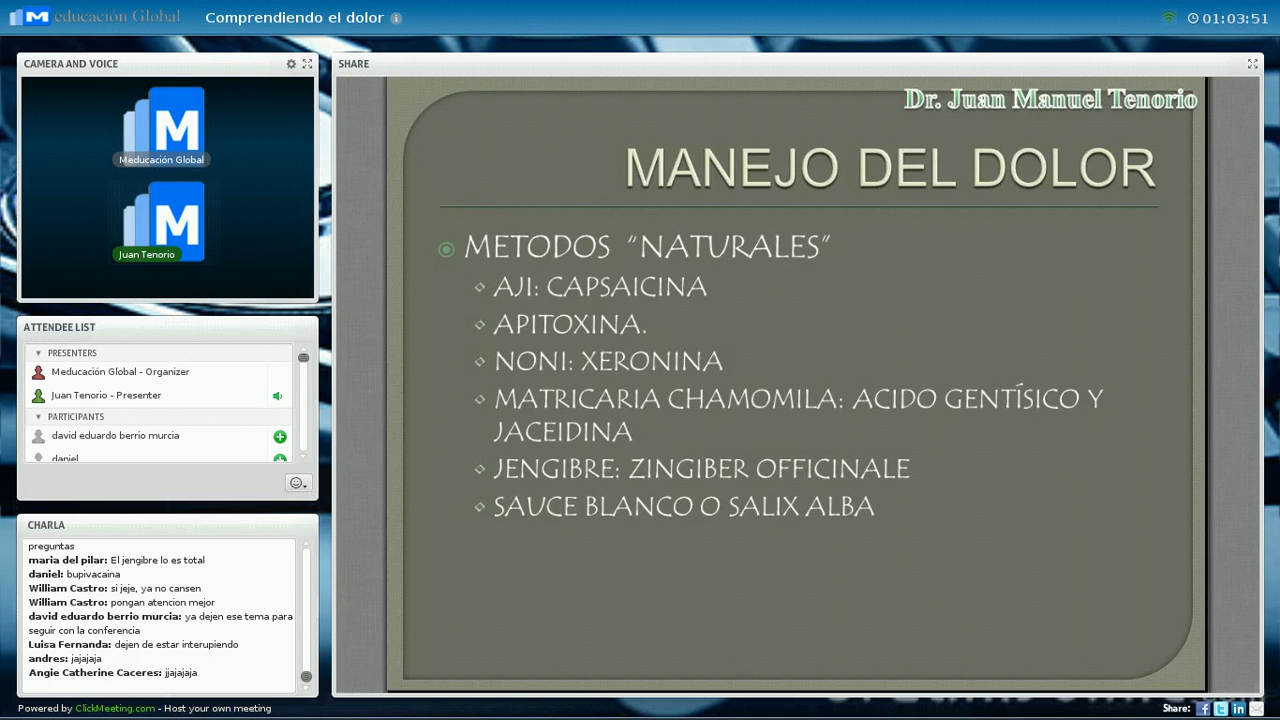 M educación Global
Comprendiendo el dolor
01:03:51
CAMERA AND VOICE
M
Meducación Global
M
Juan Tenorio
ATTENDEE LIST
PRESENTERS
Meducación Global - Organizer
Juan Tenorio - Presenter
PARTICIPANTS
david eduardo berrio murcia
daniel
CHARLA
preguntas
maria del pilar: El jengibre lo es total
daniel: bupivacaina
William Castro: si jeje, ya no cansen
William Castro: pongan atencion mejor
david eduardo berrio murcia: ya dejen ese tema para
seguir con la conferencia
Luisa Fernanda: dejen de estar interupiendo
andres: jajajaja
Angie Catherine Caceres: jjajajaja
SHARE
Dr. Juan Manuel Tenorio
MANEJO DEL DOLOR
METODOS “NATURALES”
AJI: CAPSAICINA
APITOXINA.
NONI: XERONINA
MATRICARIA CHAMOMILA: ACIDO GENTÍSICO Y
JACEIDINA
JENGIBRE: ZINGIBER OFFICINALE
SAUCE BLANCO O SALIX ALBA
Powered by ClickMeeting.com - Host your own meeting
Share: